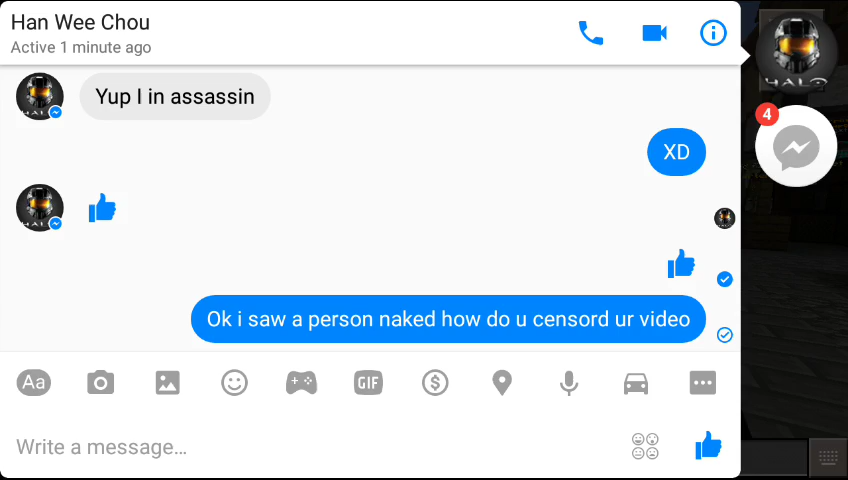 Han Wee Chou
Active 1 minute ago
HALO
4
Yup I in assassin
XD
Ok i saw a person naked how do u censord ur video
Aa
GIF
$
Write a message...